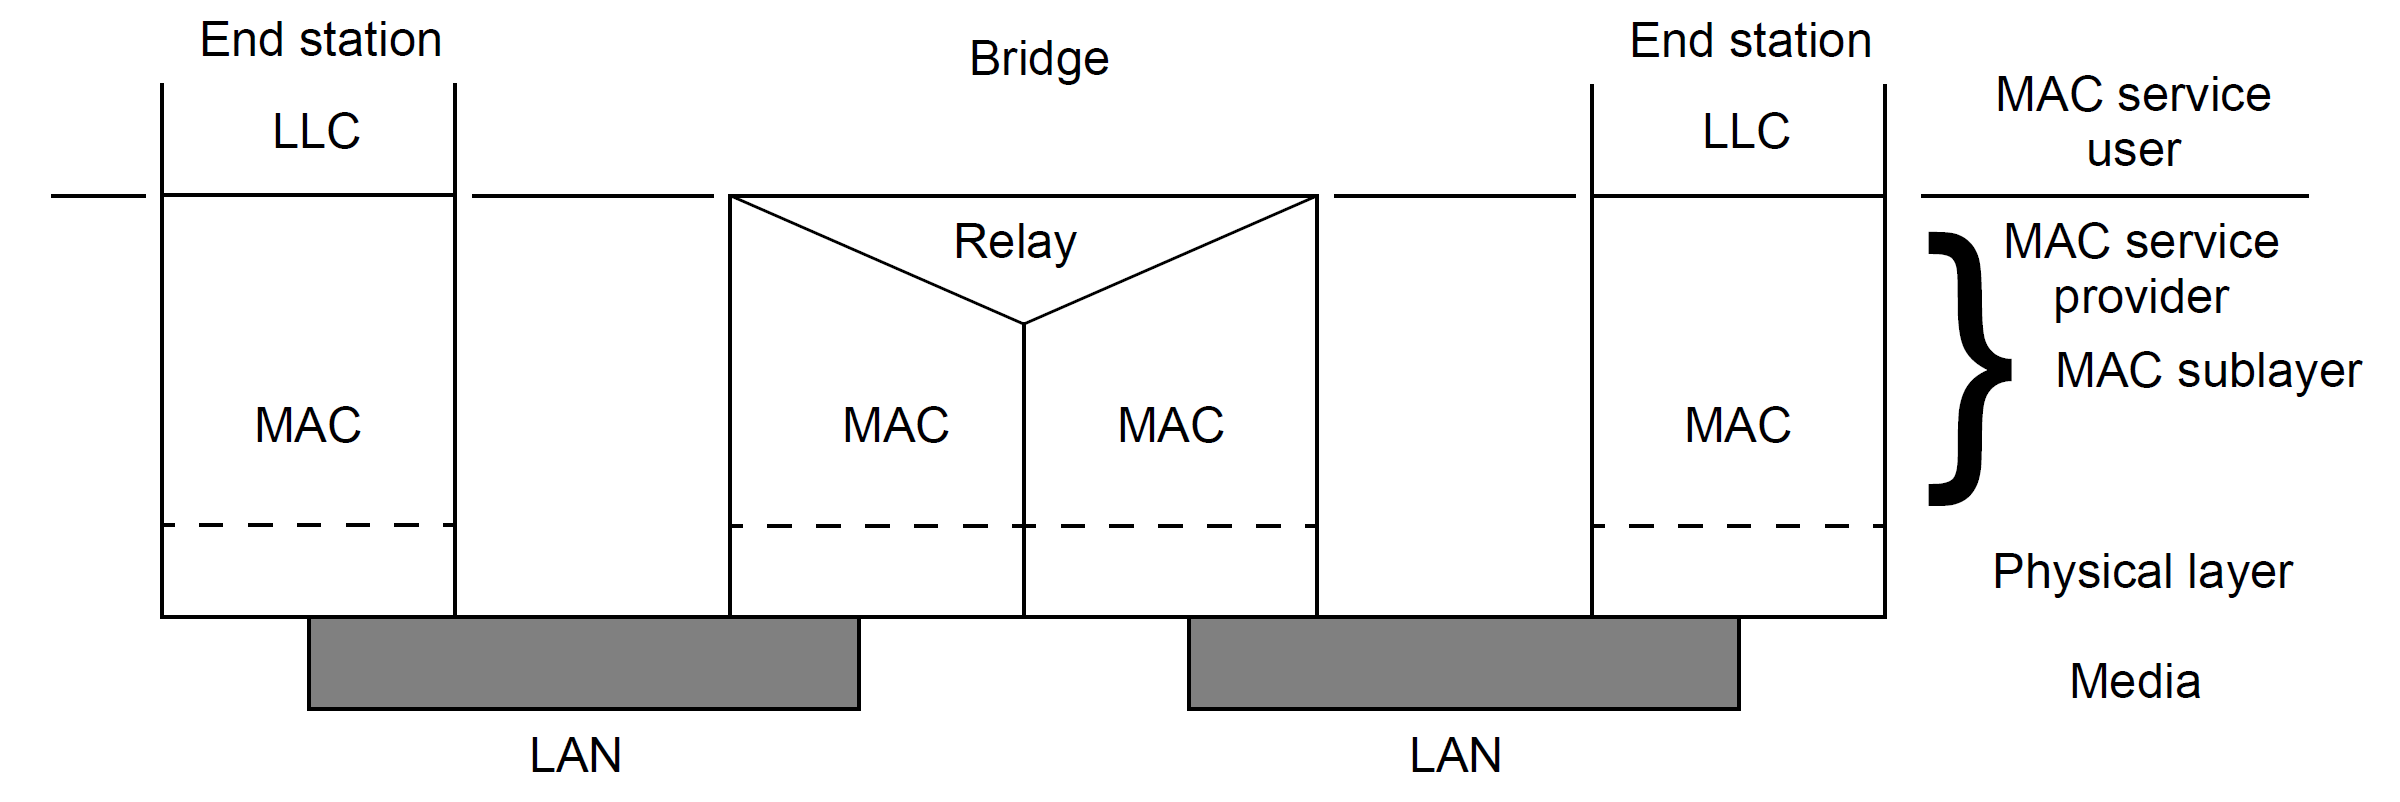 End station
Bridge
End station
LLC
LLC
MAC service
user
Relay
MAC service
provider
MAC sublayer
MAC
MAC
MAC
MAC
Physical layer
Media
LAN
LAN